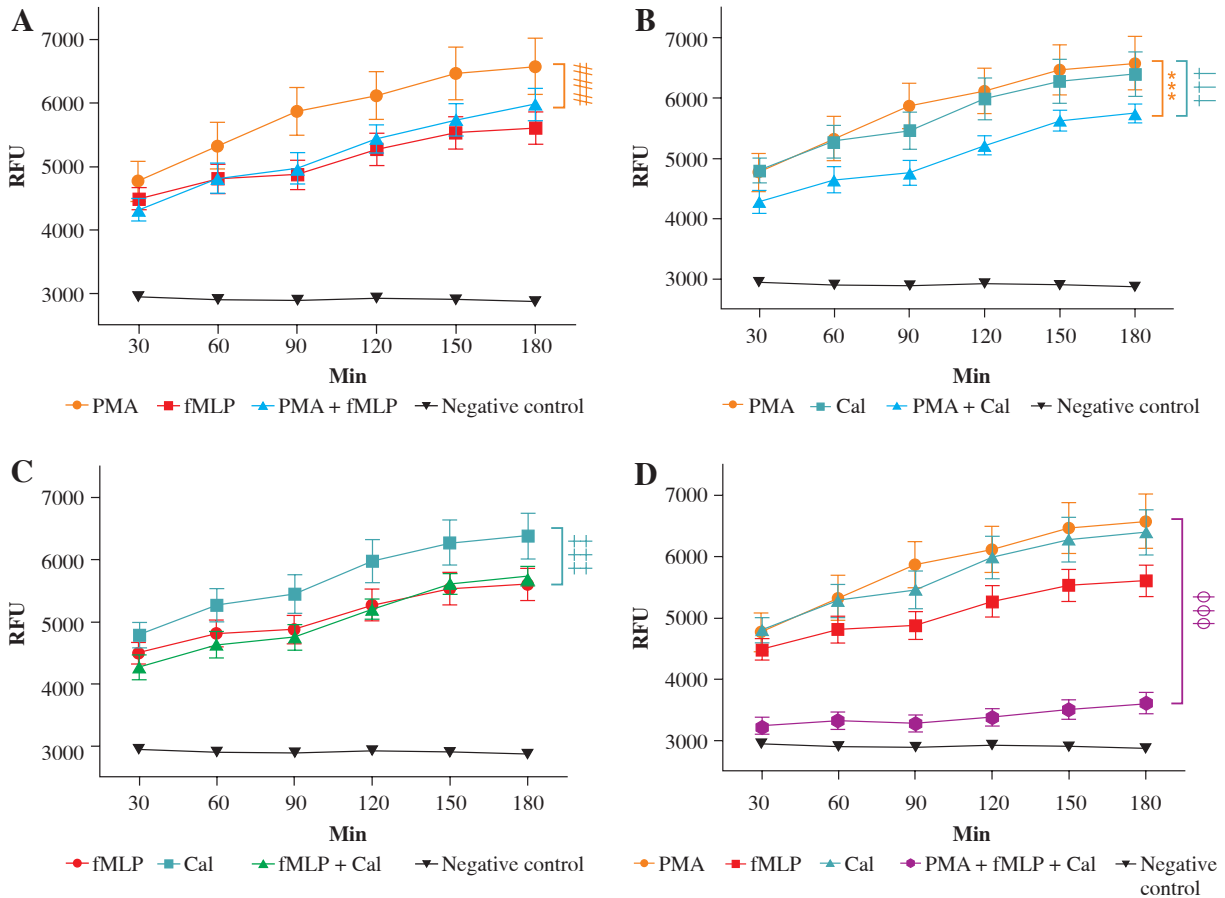 A
RFU
7000
6000
5000
4000
3000
###
30 60 90 120 150 180
Min
PMA fMLP PMA + fMLP Negative control
B
RFU
7000
6000
5000
4000
3000
*** †††
30 60 90 120 150 180
Min
PMA Cal PMA + Cal Negative control
C
RFU
7000
6000
5000
4000
3000
‡‡‡
30 60 90 120 150 180
Min
fMLP Cal fMLP + Cal Negative control
D
RFU
7000
6000
5000
4000
3000
ϕϕϕ
30 60 90 120 150 180
Min
PMA fMLP Cal PMA + fMLP + Cal Negative
control